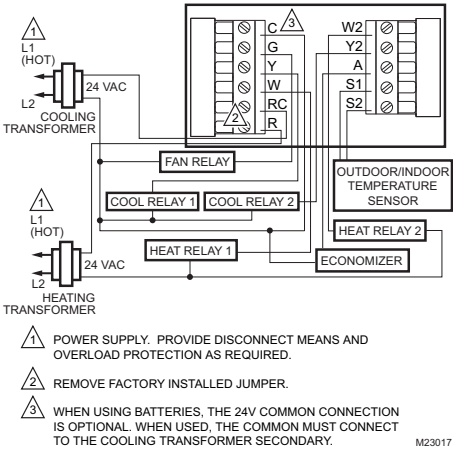 1
L1
(HOT)
L2
24 VAC
COOLING
TRANSFORMER
C
G
Y
W
RC
R
3
2
W2
Y2
A
S1
S2
FAN RELAY
COOL RELAY 1
COOL RELAY 2
OUTDOOR/INDOOR
TEMPERATURE
SENSOR
HEAT RELAY 1
HEAT RELAY 2
ECONOMIZER
1
L1
(HOT)
L2
24 VAC
HEATING
TRANSFORMER
1 POWER SUPPLY. PROVIDE DISCONNECT MEANS AND
OVERLOAD PROTECTION AS REQUIRED.
2 REMOVE FACTORY INSTALLED JUMPER.
3 WHEN USING BATTERIES, THE 24V COMMON CONNECTION
IS OPTIONAL. WHEN USED, THE COMMON MUST CONNECT
TO THE COOLING TRANSFORMER SECONDARY.
M23017